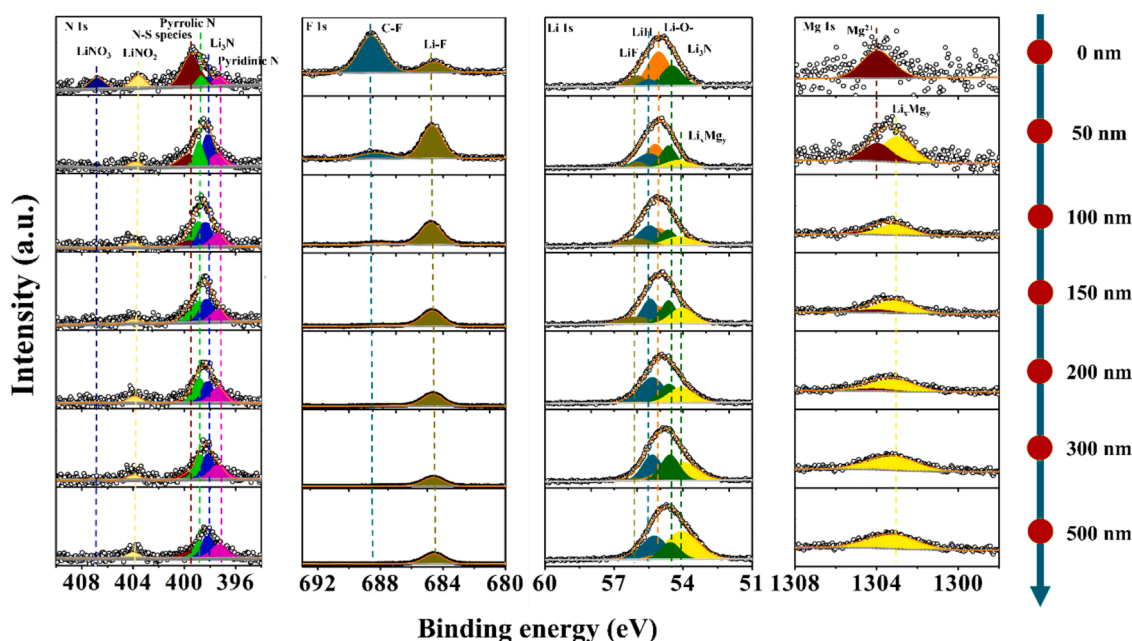 N 1s
Pyrrolic N
N-S species
LiNO3
LiNO2
Li3N
Pyridinic N
F 1s
C-F
Li-F
Li 1s
LiH
Li-O-
LiF
Li3N
LixMgy
Mg 1s
Mg2+
LixMgy
0 nm
50 nm
100 nm
150 nm
200 nm
300 nm
500 nm
Intensity (a.u.)
408 404 400 396
692 688 684 680
60 57 54 51
1308 1304 1300
Binding energy (eV)